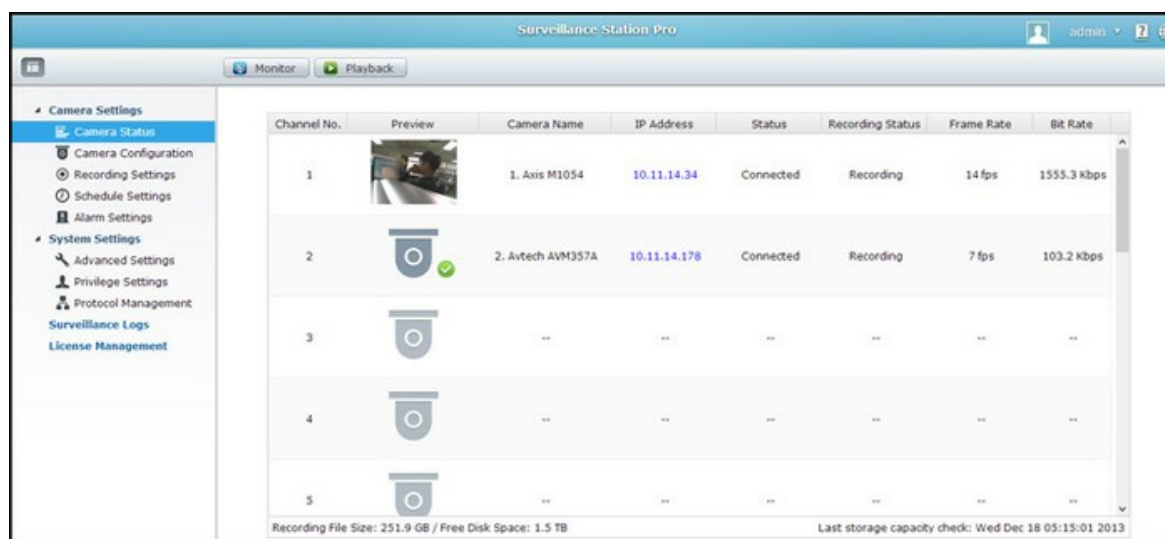 Surveillance Station Pro
admin
?
Monitor Playback
Camera Settings
Camera Status
Camera Configuration
Recording Settings
Schedule Settings
Alarm Settings
System Settings
Advanced Settings
Privilege Settings
Protocol Management
Surveillance Logs
License Management
Channel No. Preview Camera Name IP Address Status Recording Status Frame Rate Bit Rate
1 1. Axis M1054 10.11.14.34 Connected Recording 14 fps 1555.3 Kbps
2 2. Avtech AVM357A 10.11.14.178 Connected Recording 7 fps 103.2 Kbps
3 -- -- -- -- -- --
4 -- -- -- -- -- --
5 -- -- -- -- -- --
Recording File Size: 251.9 GB / Free Disk Space: 1.5 TB Last storage capacity check: Wed Dec 18 05:15:01 2013